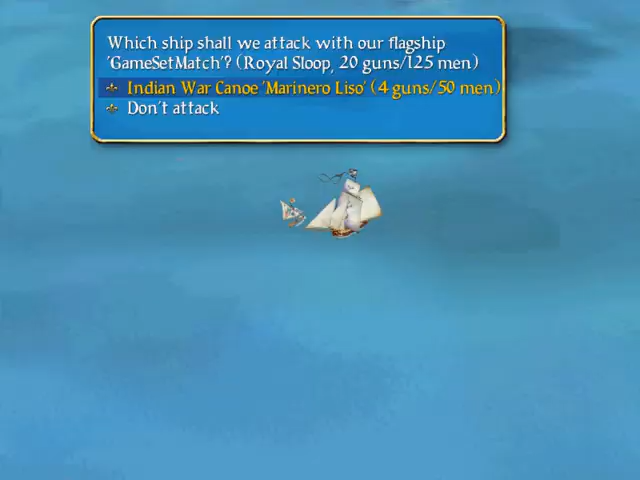 Which ship shall we attack with our flagship
'GameSetMatch'? (Royal Sloop, 20 guns/125 men)
Indian War Canoe 'Marinero Liso' (4 guns/50 men)
Don't attack